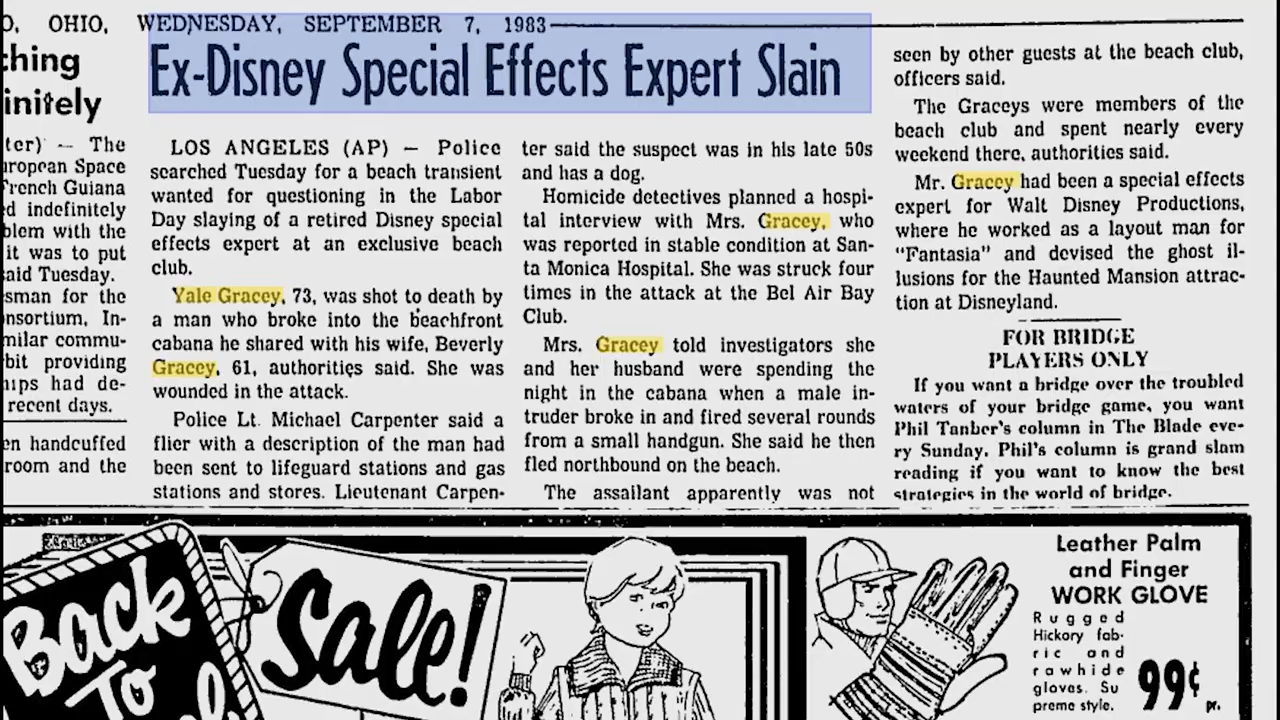 O, OHIO, WEDNESDAY, SEPTEMBER 7, 1983
ching
initely
ter) — The
uropean Space
French Guiana
ed indefinitely
blem with the
it was to put
said Tuesday.
sman for the
onsortium, In-
milar commu-
bit providing
hips had de-
recent days.
en handcuffed
room and the
Ex-Disney Special Effects Expert Slain
LOS ANGELES (AP) — Police
searched Tuesday for a beach transient
wanted for questioning in the Labor
Day slaying of a retired Disney special
effects expert at an exclusive beach
club.
Yale Gracey, 73, was shot to death by
a man who broke into the beachfront
cabana he shared with his wife, Beverly
Gracey, 61, authorities said. She was
wounded in the attack.
Police Lt. Michael Carpenter said a
flier with a description of the man had
been sent to lifeguard stations and gas
stations and stores. Lieutenant Carpen-
ter said the suspect was in his late 50s
and has a dog.
Homicide detectives planned a hospi-
tal interview with Mrs. Gracey, who
was reported in stable condition at San-
ta Monica Hospital. She was struck four
times in the attack at the Bel Air Bay
Club.
Mrs. Gracey told investigators she
and her husband were spending the
night in the cabana when a male in-
truder broke in and fired several rounds
from a small handgun. She said he then
fled northbound on the beach.
The assailant apparently was not
seen by other guests at the beach club,
officers said.
The Graceys were members of the
beach club and spent nearly every
weekend there, authorities said.
Mr. Gracey had been a special effects
expert for Walt Disney Productions,
where he worked as a layout man for
"Fantasia" and devised the ghost il-
lusions for the Haunted Mansion attrac-
tion at Disneyland.
FOR BRIDGE
PLAYERS ONLY
If you want a bridge over the troubled
waters of your bridge game, you want
Phil Tanber's column in The Blade eve-
ry Sunday. Phil's column is grand slam
reading if you want to know the best
strategies in the world of bridge.
Back
To
Sale!
Leather Palm
and Finger
WORK GLOVE
Rugged
Hickory fab-
ric and
rawhide
gloves. Su
preme style.
99¢
pr.